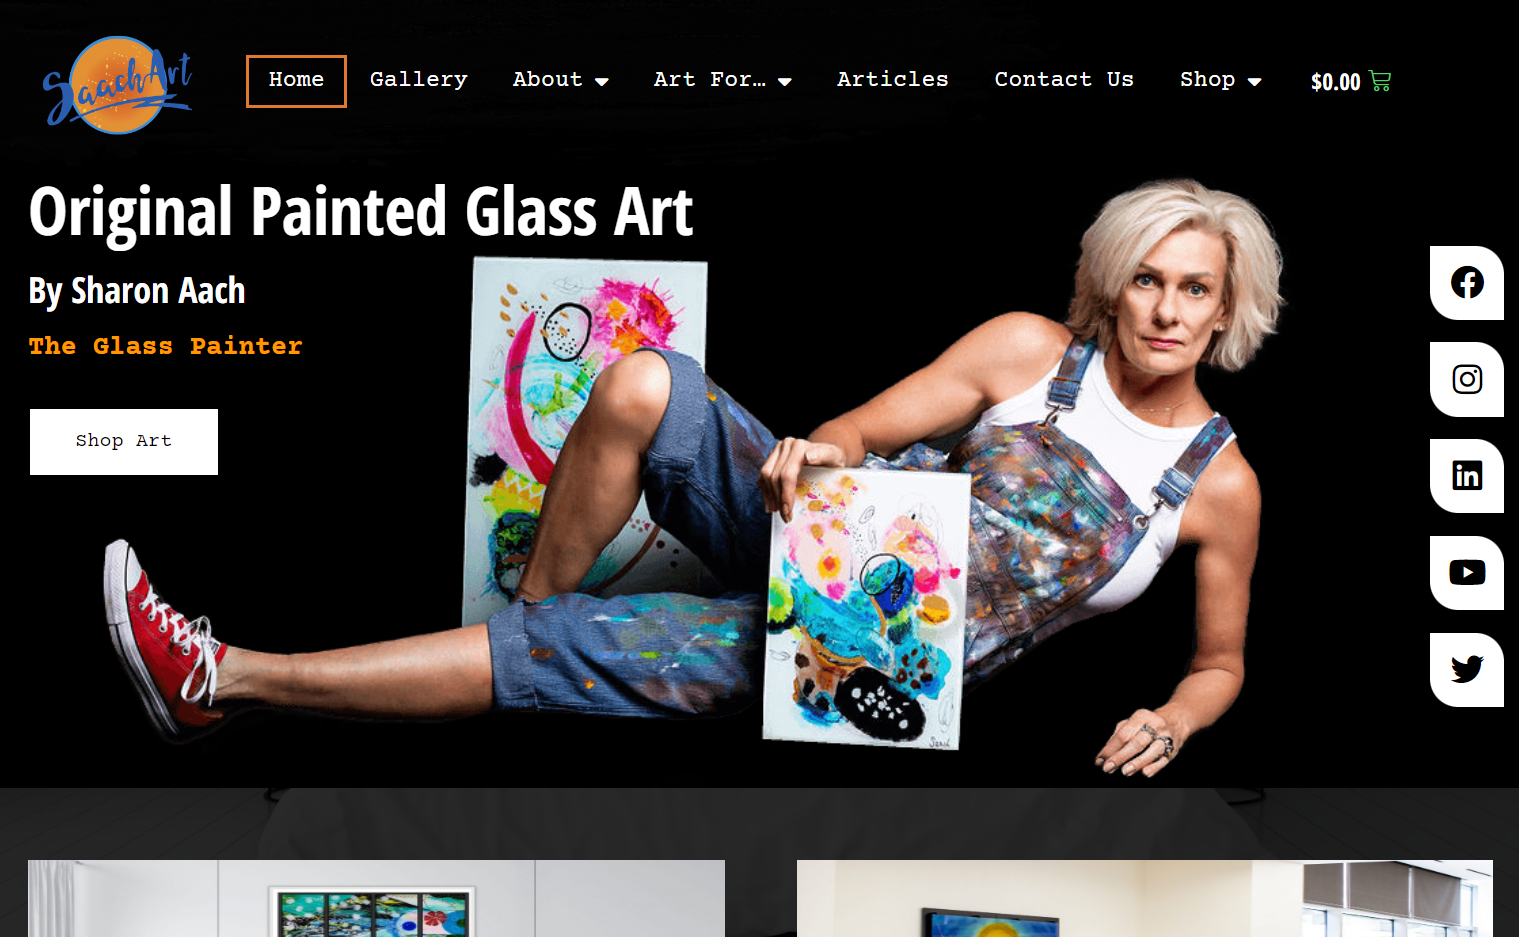 SaachArt
Home
Gallery
About
Art For...
Articles
Contact Us
Shop
$0.00
Original Painted Glass Art
By Sharon Aach
The Glass Painter
Shop Art